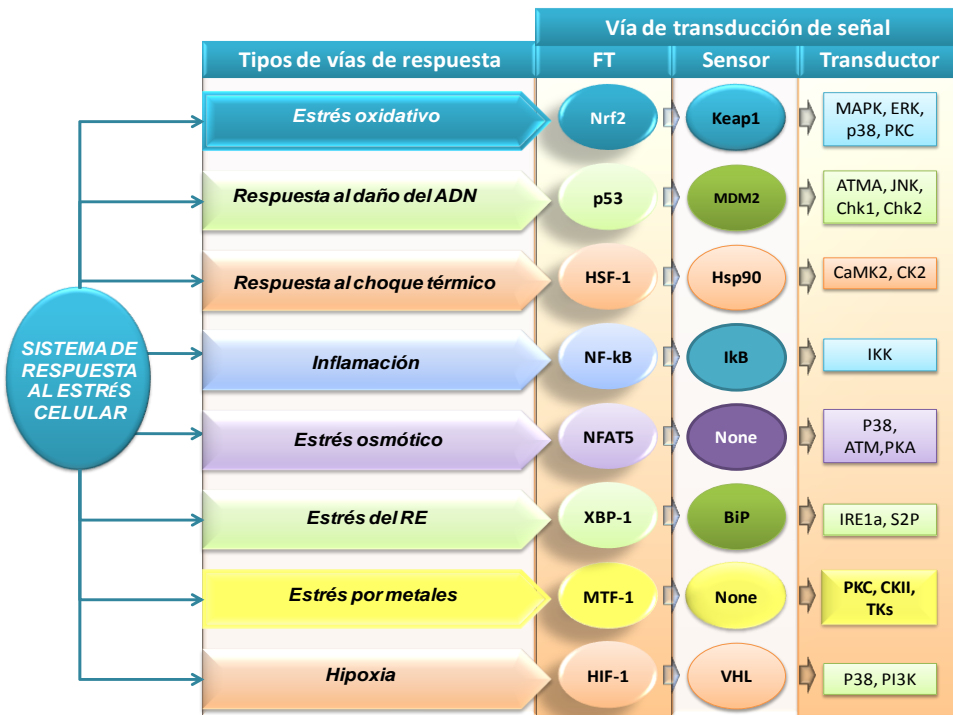 Vía de transducción de señal
Tipos de vías de respuesta
FT
Sensor
Transductor
SISTEMA DE
RESPUESTA
AL ESTRÉS
CELULAR
Estrés oxidativo
Nrf2
Keap1
MAPK, ERK,
p38, PKC
Respuesta al daño del ADN
p53
MDM2
ATMA, JNK,
Chk1, Chk2
Respuesta al choque térmico
HSF-1
Hsp90
CaMK2, CK2
Inflamación
NF-kB
IkB
IKK
Estrés osmótico
NFAT5
None
P38,
ATM,PKA
Estrés del RE
XBP-1
BiP
IRE1a, S2P
Estrés por metales
MTF-1
None
PKC, CKII,
TKs
Hipoxia
HIF-1
VHL
P38, PI3K